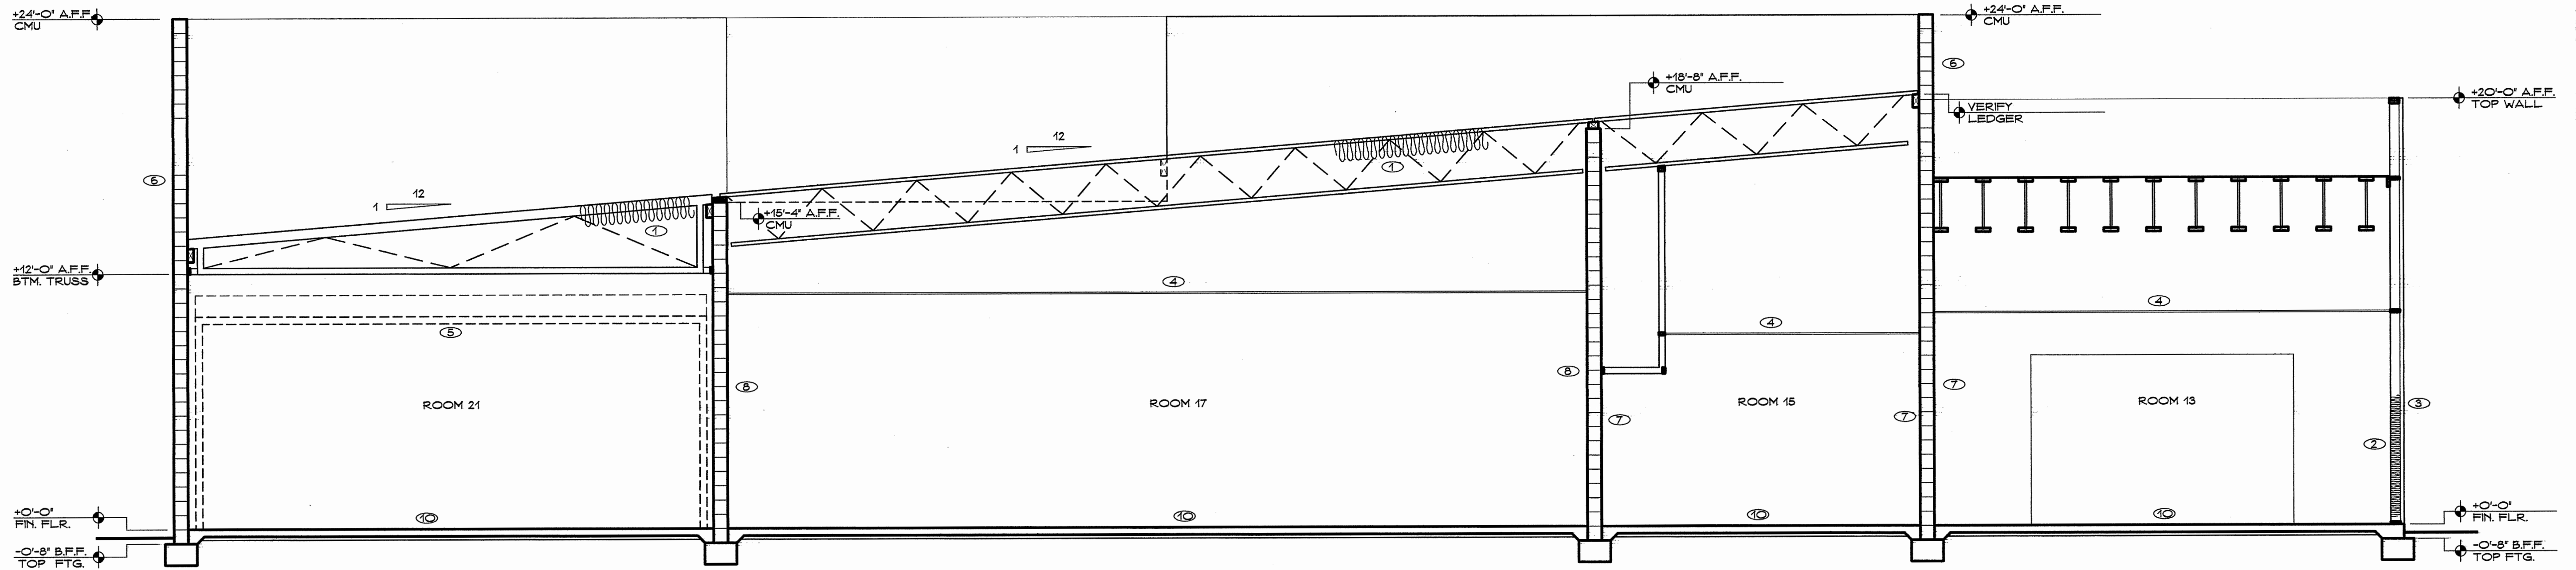 +24'-0" A.F.F.
CMU
+24'-0" A.F.F.
CMU
6
+18'-8" A.F.F.
CMU
+20'-0" A.F.F.
TOP WALL
VERIFY
LEDGER
12
1
1
6
12
1
+15'-4" A.F.F.
CMU
1
+12'-0" A.F.F.
BTM. TRUSS
4
4
4
5
8
8
7
7
7
ROOM 21
ROOM 17
ROOM 15
ROOM 13
3
2
+0'-0"
FIN. FLR.
10
10
10
10
+0'-0"
FIN. FLR.
-0'-8" B.F.F.
TOP FTG.
-0'-8" B.F.F.
TOP FTG.